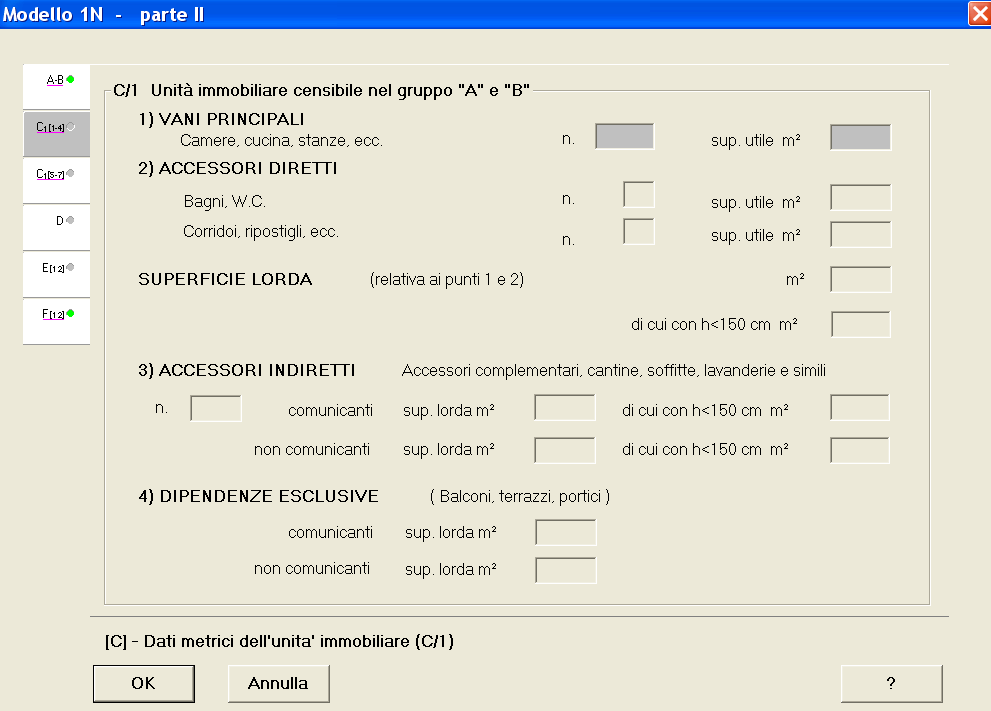 Modello 1N - parte II
A-B
C1[1-4]
C1[5-7]
D
E[1 2]
F[1 2]
C/1 Unità immobiliare censibile nel gruppo "A" e "B"
1) VANI PRINCIPALI
Camere, cucina, stanze, ecc. n. sup. utile m²
2) ACCESSORI DIRETTI
Bagni, W.C. n. sup. utile m²
Corridoi, ripostigli, ecc. n. sup. utile m²
SUPERFICIE LORDA (relativa ai punti 1 e 2) m²
di cui con h<150 cm m²
3) ACCESSORI INDIRETTI Accessori complementari, cantine, soffitte, lavanderie e simili
n. comunicanti sup. lorda m² di cui con h<150 cm m²
non comunicanti sup. lorda m² di cui con h<150 cm m²
4) DIPENDENZE ESCLUSIVE ( Balconi, terrazzi, portici )
comunicanti sup. lorda m²
non comunicanti sup. lorda m²
[C] - Dati metrici dell'unita' immobiliare (C/1)
OK Annulla ?